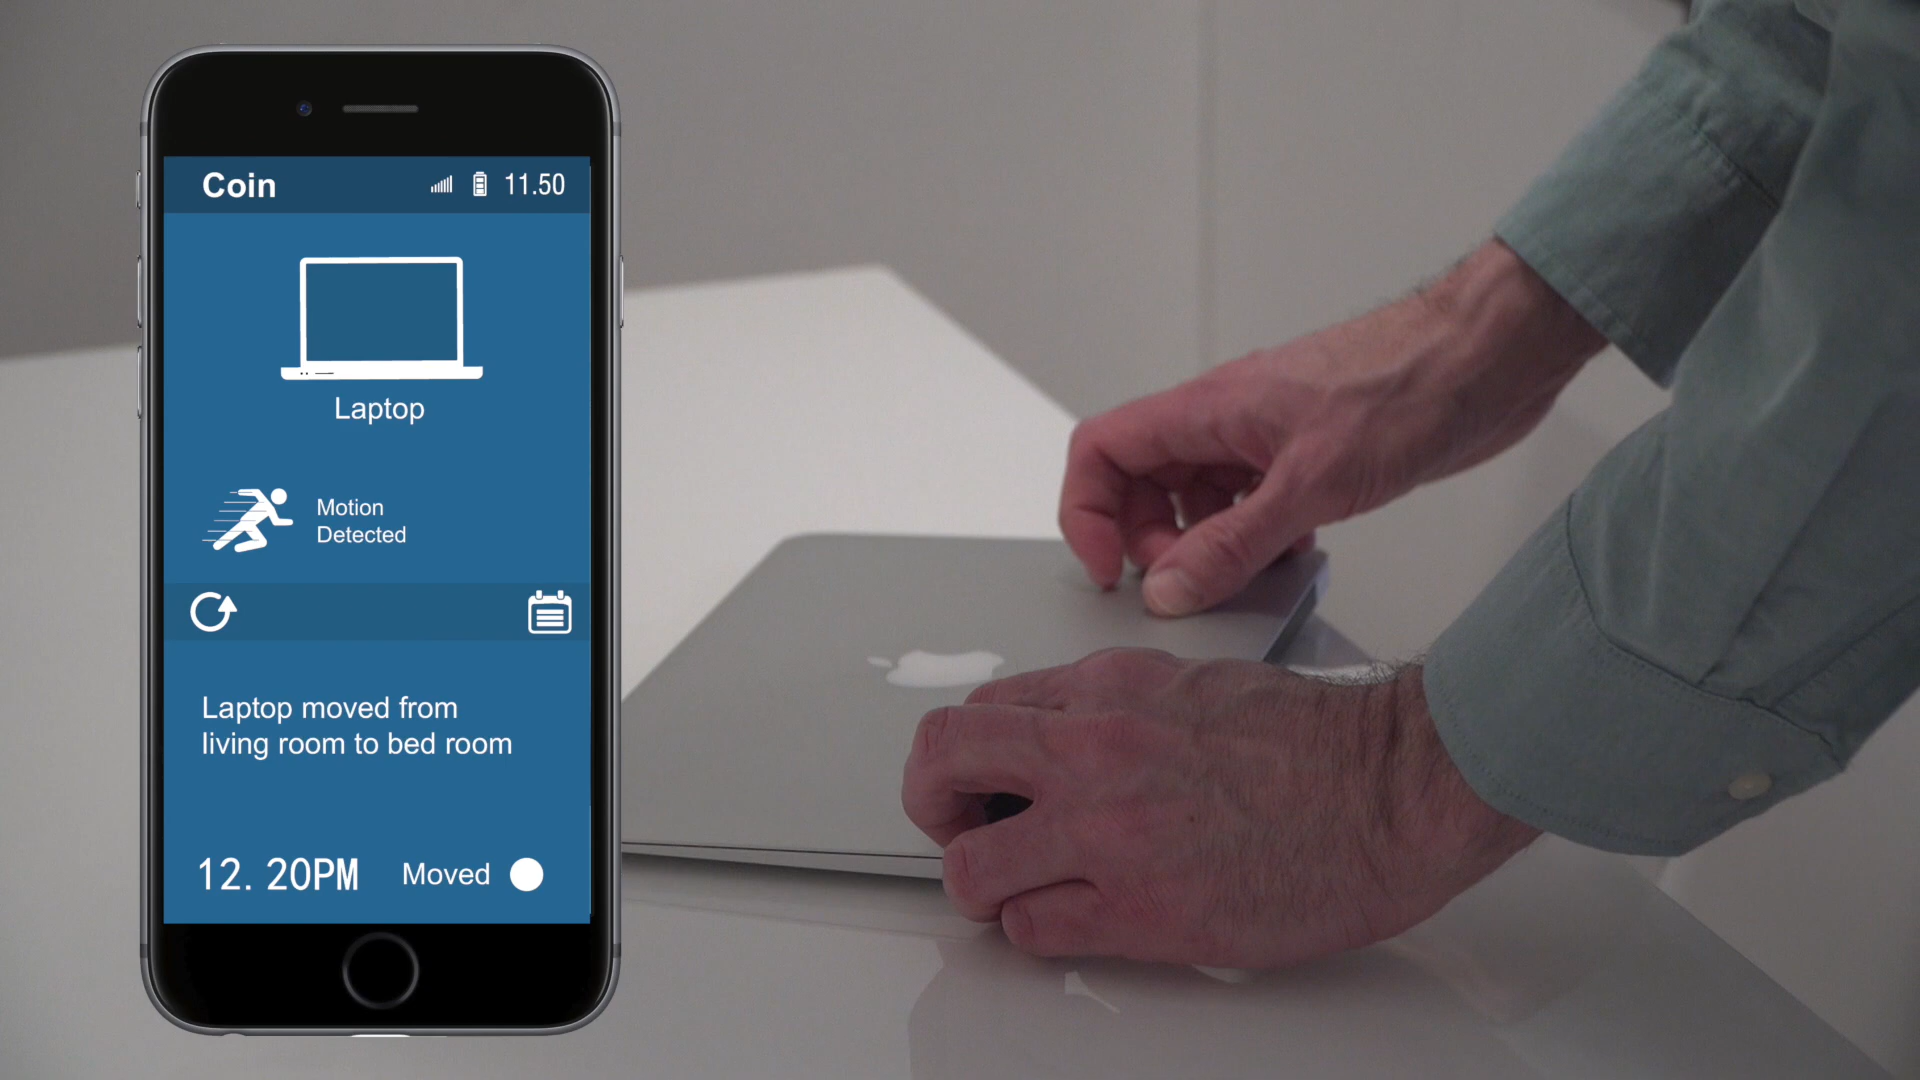 Coin 11.50
Laptop
Motion
Detected
Laptop moved from
living room to bed room
12. 20PM Moved